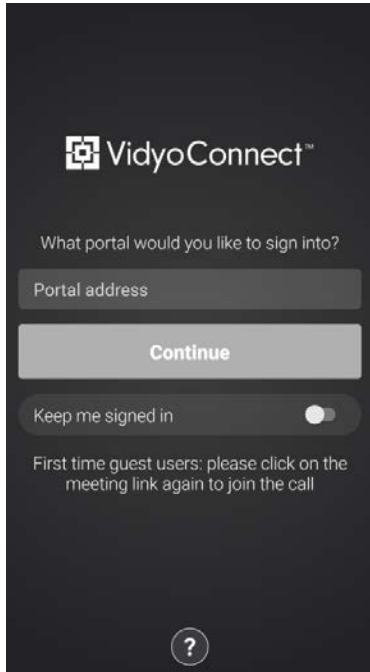 VidyoConnect™
What portal would you like to sign into?
Portal address
Continue
Keep me signed in
First time guest users: please click on the
meeting link again to join the call
?